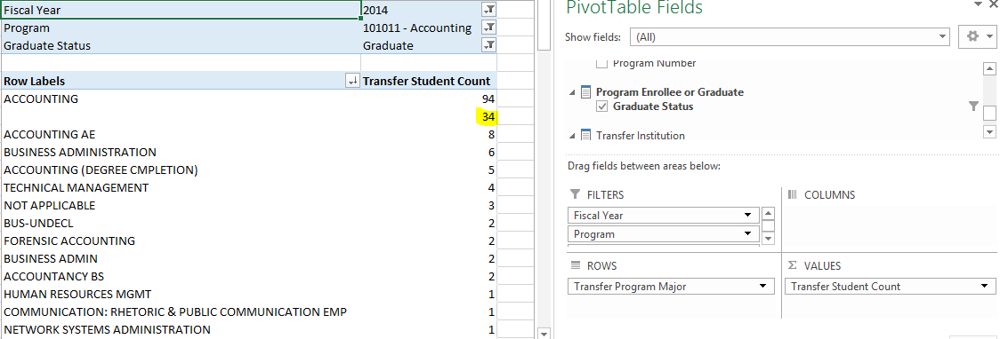 Fiscal Year 2014
Program 101011 - Accounting
Graduate Status Graduate
Row Labels Transfer Student Count
ACCOUNTING 94
34
ACCOUNTING AE 8
BUSINESS ADMINISTRATION 6
ACCOUNTING (DEGREE CMPLETION) 5
TECHNICAL MANAGEMENT 4
NOT APPLICABLE 3
BUS-UNDECL 2
FORENSIC ACCOUNTING 2
BUSINESS ADMIN 2
ACCOUNTANCY BS 2
HUMAN RESOURCES MGMT 1
COMMUNICATION: RHETORIC & PUBLIC COMMUNICATION EMP 1
NETWORK SYSTEMS ADMINISTRATION 1
PivotTable Fields
Show fields: (All)
Program Number
Program Enrollee or Graduate
Graduate Status
Transfer Institution
Drag fields between areas below:
FILTERS
Fiscal Year
Program
COLUMNS
ROWS
Transfer Program Major
Σ VALUES
Transfer Student Count